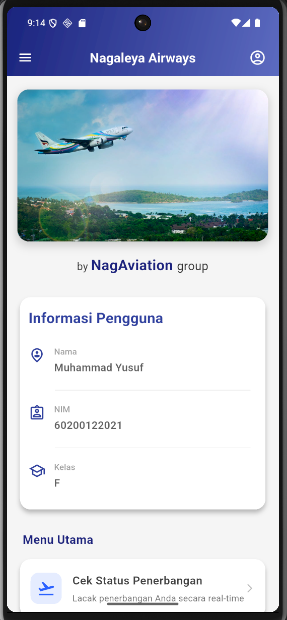 9:14
Nagaleya Airways
by NagAviation group
Informasi Pengguna
Nama
Muhammad Yusuf
NIM
60200122021
Kelas
F
Menu Utama
Cek Status Penerbangan
Lacak penerbangan Anda secara real-time